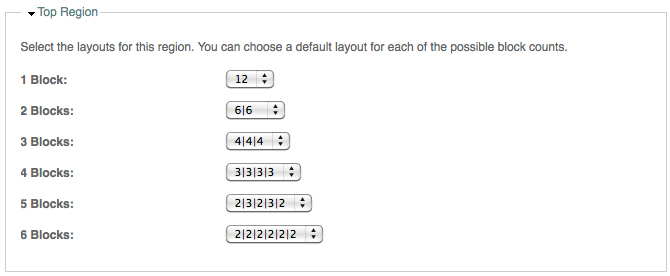 Top Region
Select the layouts for this region. You can choose a default layout for each of the possible block counts.
1 Block: 12
2 Blocks: 6|6
3 Blocks: 4|4|4
4 Blocks: 3|3|3|3
5 Blocks: 2|3|2|3|2
6 Blocks: 2|2|2|2|2|2